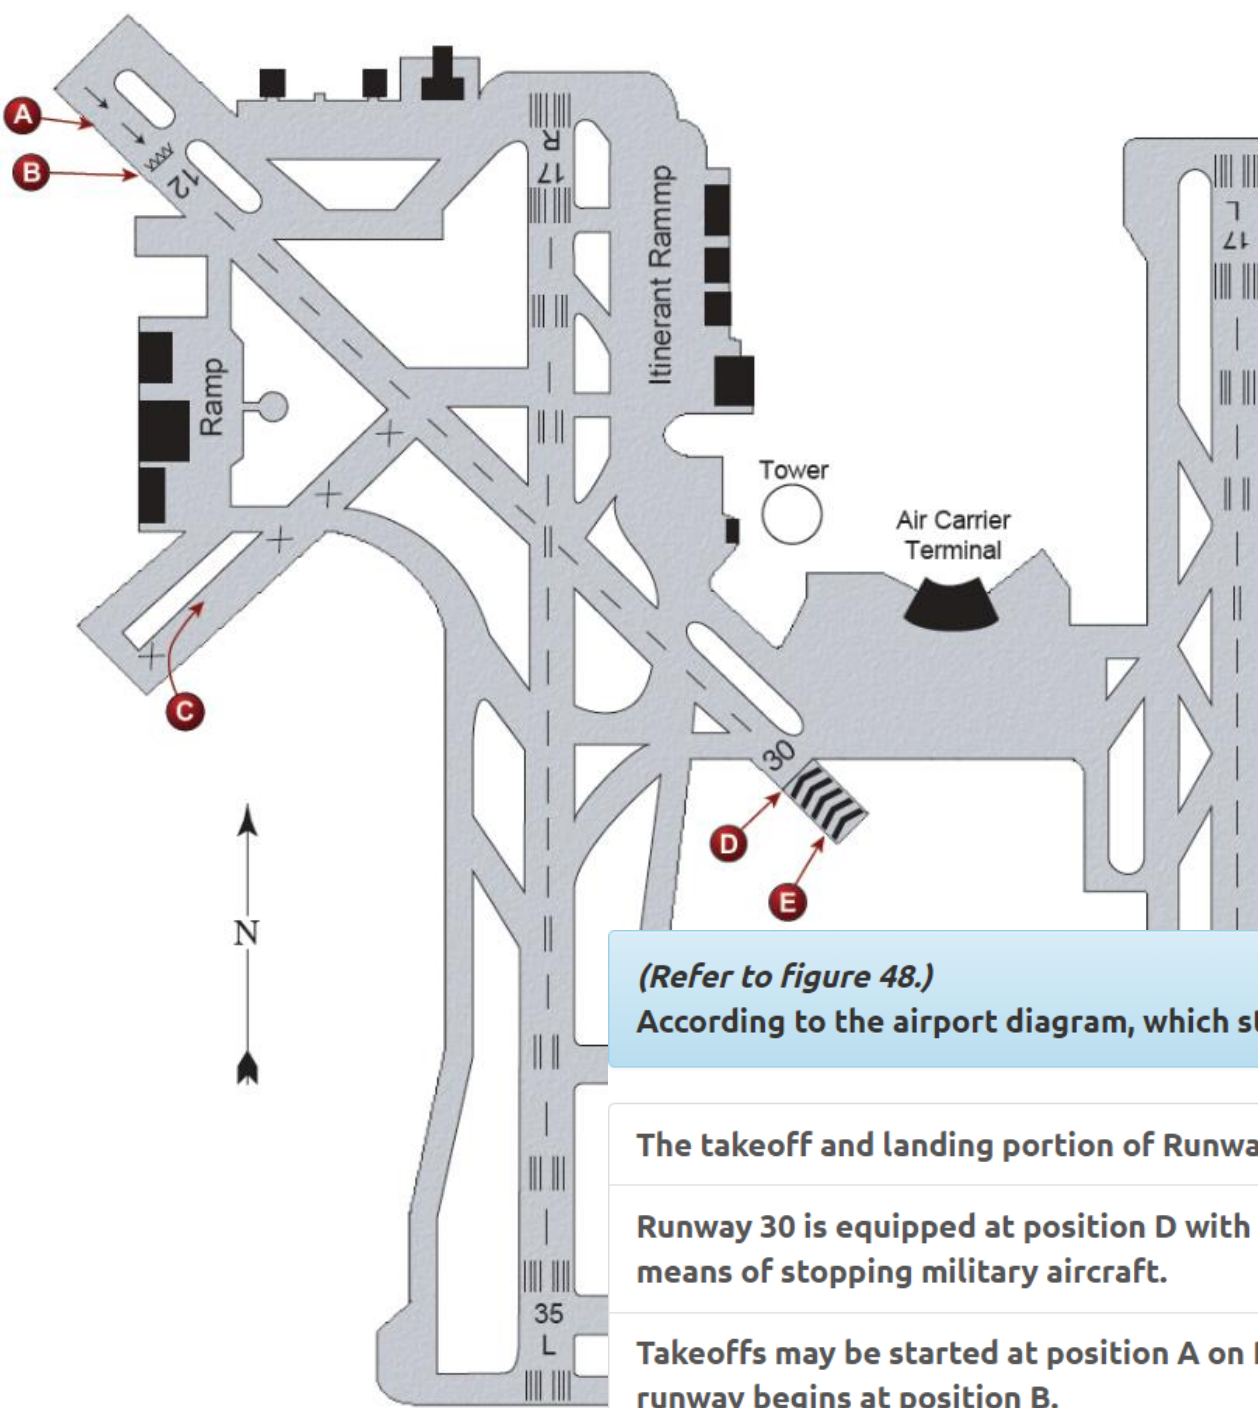 A
B
12
R
17
Itinerant Rammp
L
17
Ramp
Tower
Air Carrier
Terminal
C
30
D
E
N
(Refer to figure 48.)
According to the airport diagram, which
The takeoff and landing portion of
Runway 30 is equipped at position D with
means of stopping military aircraft.
Takeoffs may be started at position A on
runway begins at position B.
35
L